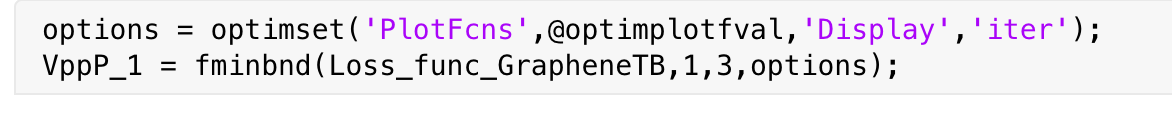 options = optimset('PlotFcns',@optimplotfval,'Display','iter');
VppP_1 = fminbnd(Loss_func_GrapheneTB,1,3,options);